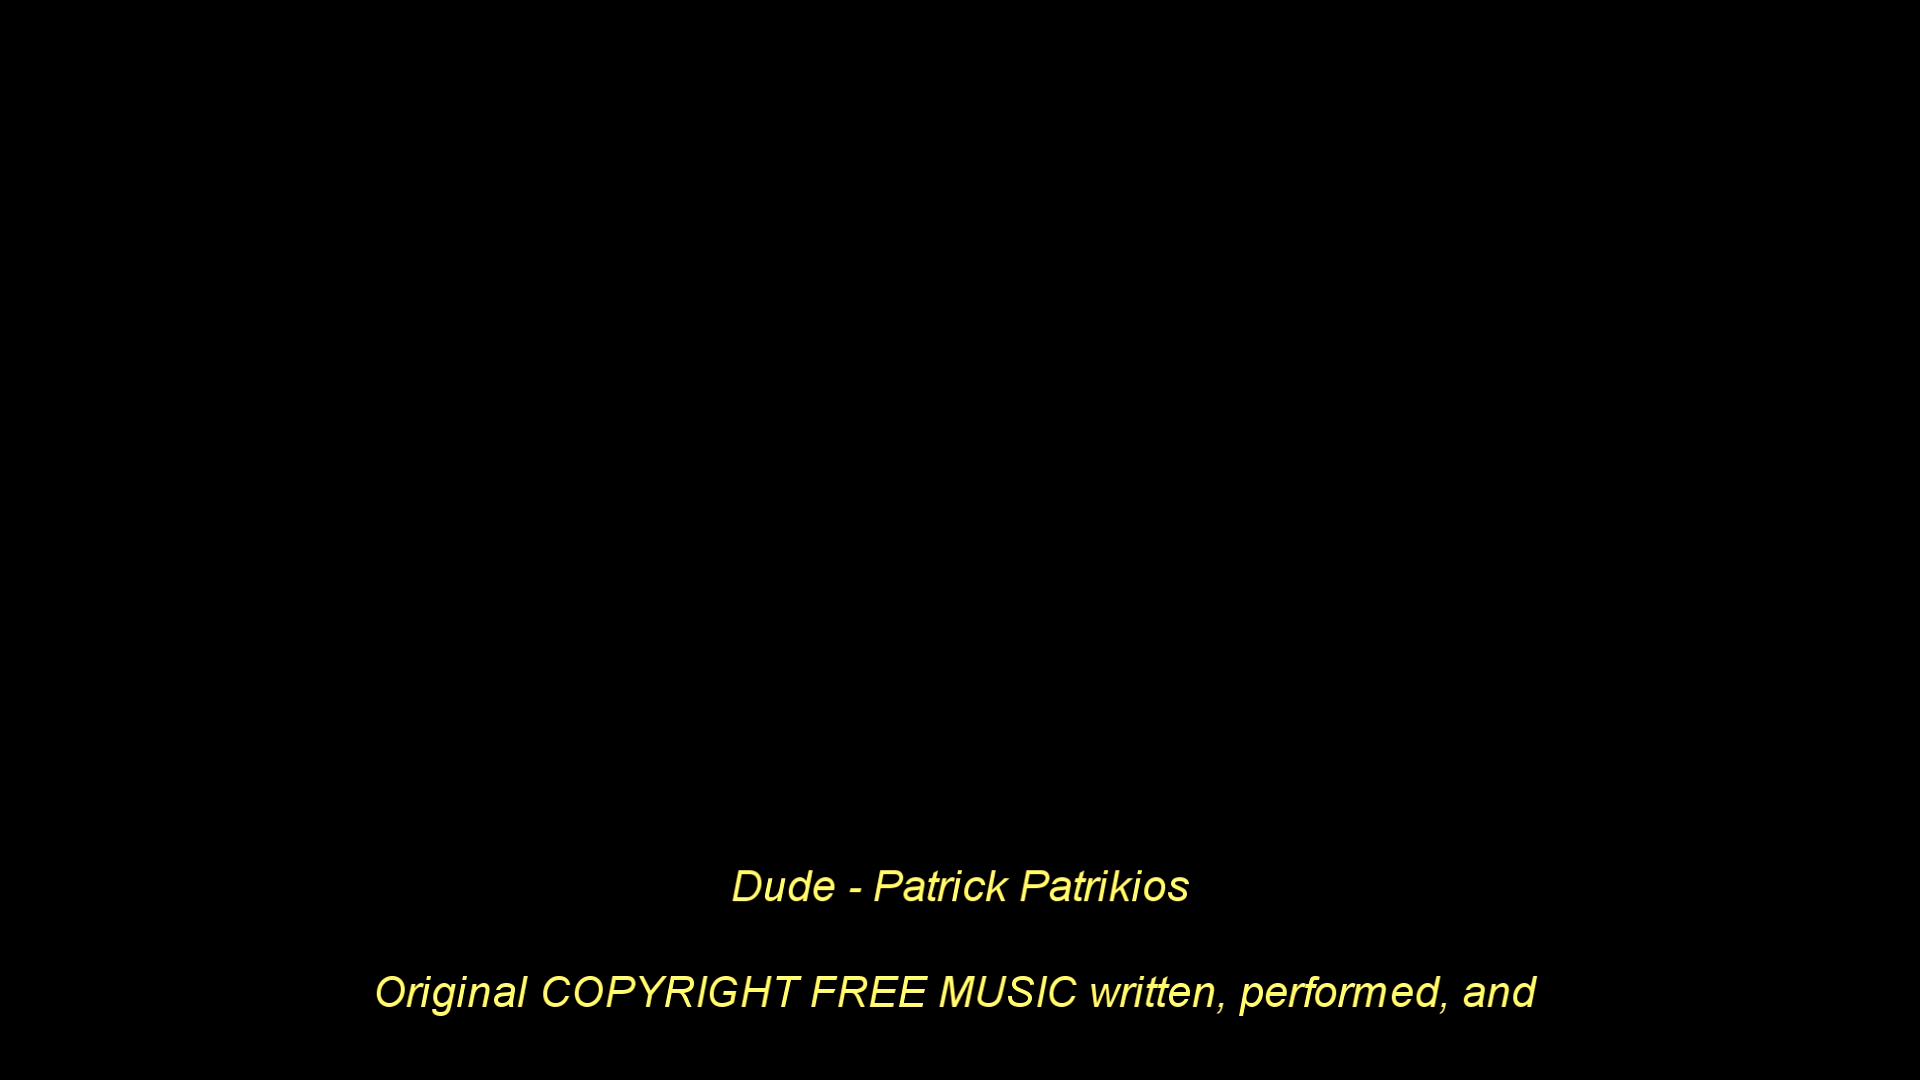 Dude - Patrick Patrikios
Original COPYRIGHT FREE MUSIC written, performed, and